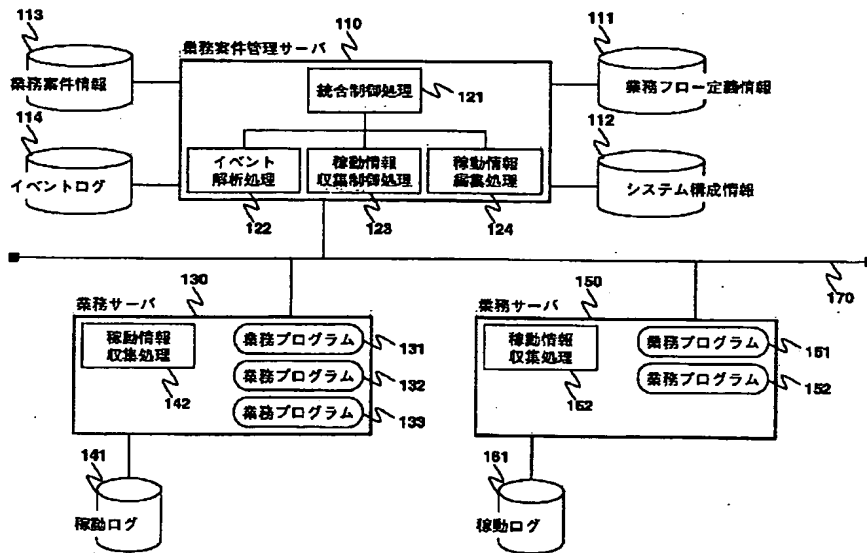 113
110
111
業務案件管理サーバ
業務案件情報
統合制御処理
121
業務フロー定義情報
114
112
イベントログ
イベント
解析処理
稼動情報
収集制御処理
稼動情報
編集処理
システム構成情報
122
123
124
170
130
業務サーバ
稼動情報
収集処理
142
業務プログラム
131
業務プログラム
132
業務プログラム
133
150
業務サーバ
稼動情報
収集処理
162
業務プログラム
151
業務プログラム
152
141
稼動ログ
161
稼動ログ